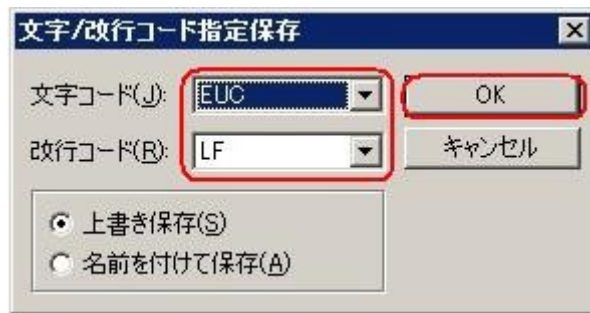 文字/改行コード指定保存
文字コード(J): EUC OK
改行コード(R): LF キャンセル
上書き保存(S)
名前を付けて保存(A)